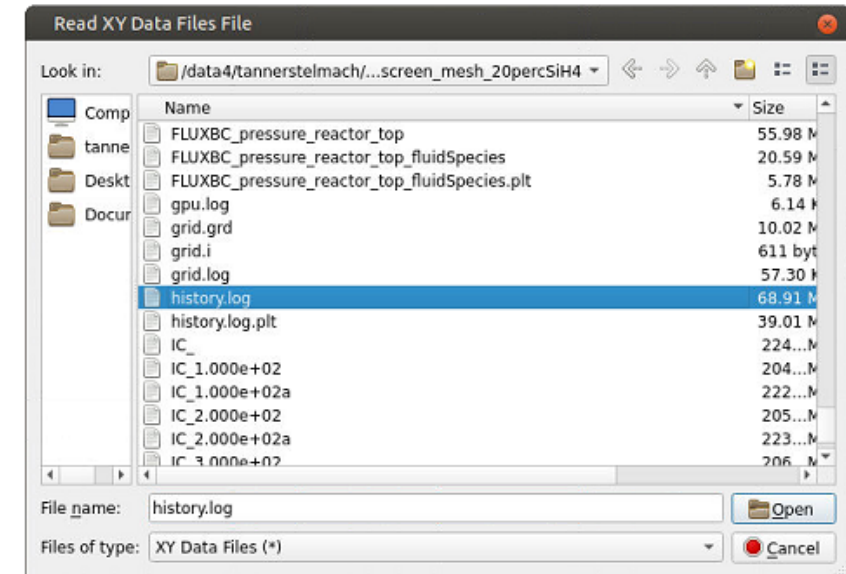 Read XY Data Files File
Look in: /data4/tannerstelmach/...screen_mesh_20percSiH4
Comp
tanne
Deskt
Docur
Name Size
FLUXBC_pressure_reactor_top 55.98 M
FLUXBC_pressure_reactor_top_fluidSpecies 20.59 M
FLUXBC_pressure_reactor_top_fluidSpecies.plt 5.78 M
gpu.log 6.14 K
grid.grd 10.02 M
grid.i 611 byt
grid.log 57.30 K
history.log 68.91 M
history.log.plt 39.01 M
IC_ 224...M
IC_1.000e+02 204...M
IC_1.000e+02a 222...M
IC_2.000e+02 205...M
IC_2.000e+02a 223...M
IC_3.000e+02 206...M
File name: history.log Open
Files of type: XY Data Files (*) Cancel